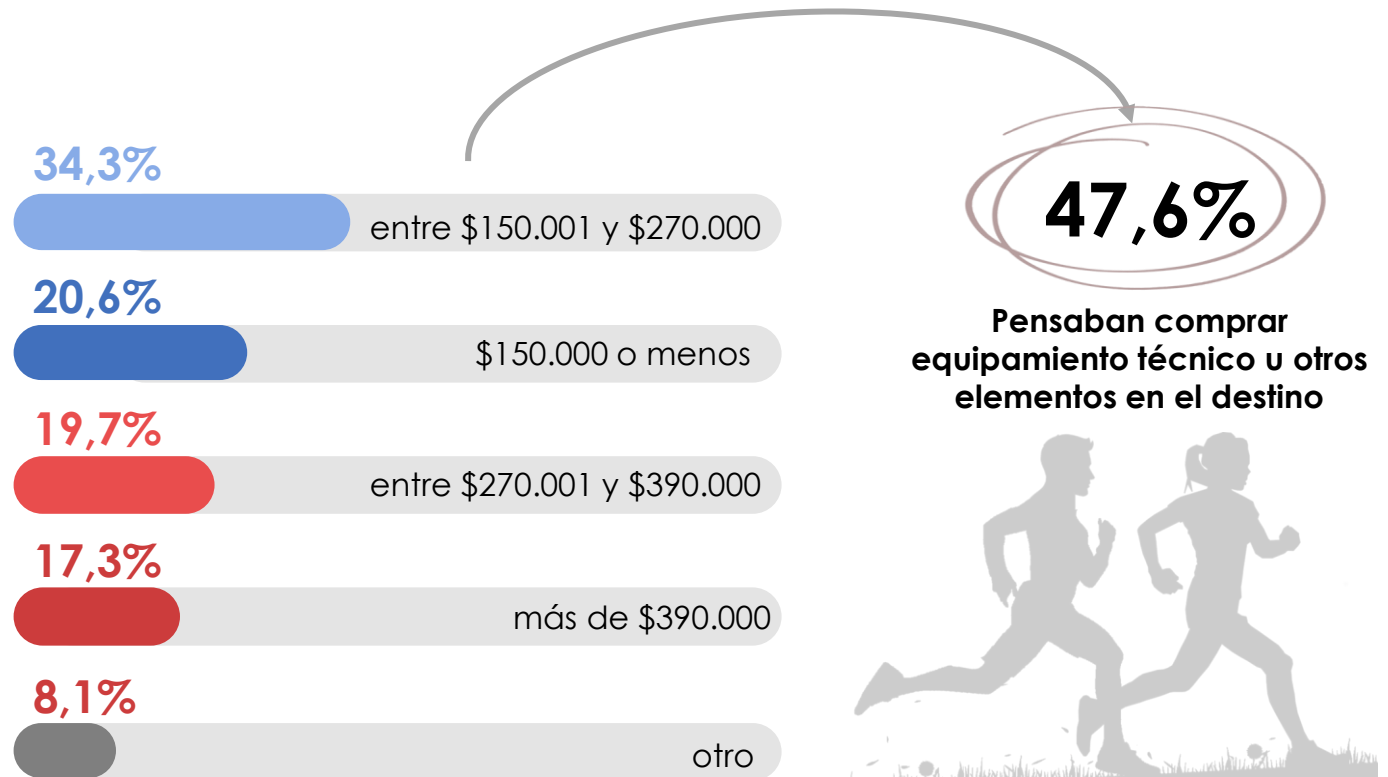 34,3%
entre $150.001 y $270.000
20,6%
$150.000 o menos
19,7%
entre $270.001 y $390.000
17,3%
más de $390.000
8,1%
otro
47,6%
Pensaban comprar
equipamiento técnico u otros
elementos en el destino